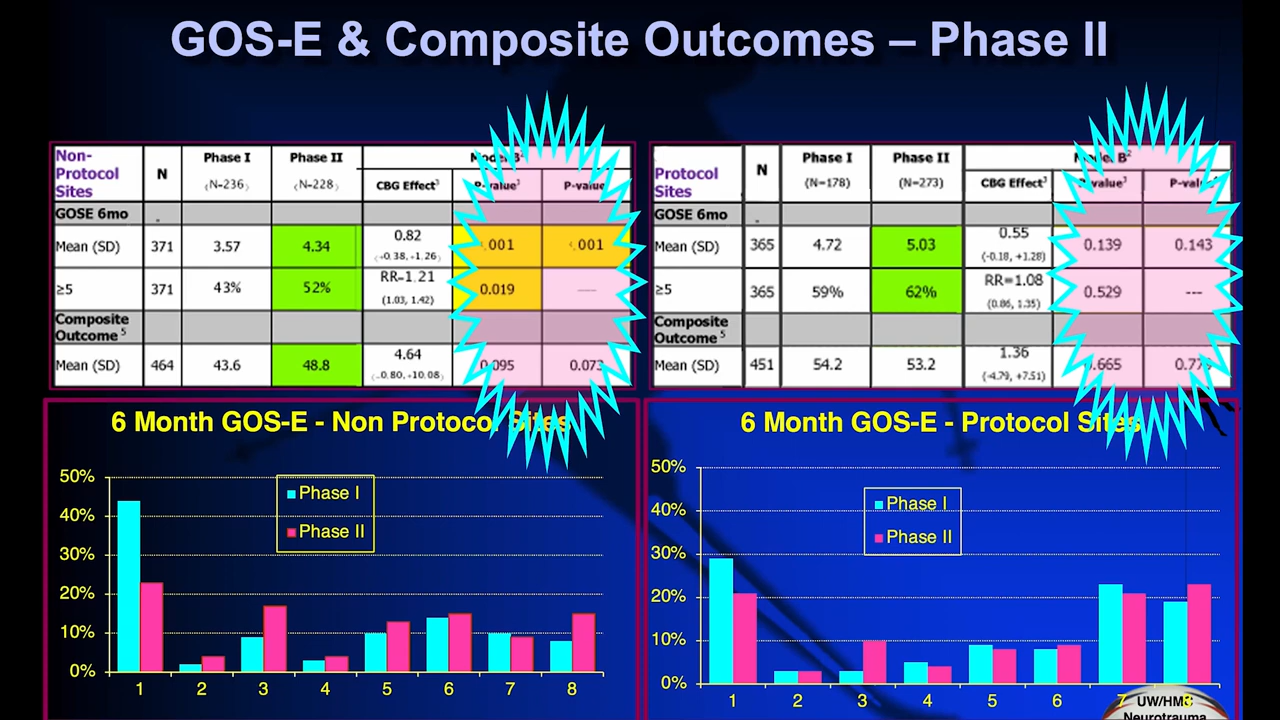 GOS-E & Composite Outcomes – Phase II
Non-Protocol Sites N Phase I (N=236) Phase II (N=228) CBG Effect³ P-value
GOSE 6mo
Mean (SD) 371 3.57 4.34 0.82 001 001
≥5 371 43% 52% RR=1.21 (1.03, 1.42) 0.019
Composite Outcome 5
Mean (SD) 464 43.6 48.8 4.64 (-0.80, +10.08) 0.095 0.073
Protocol Sites N Phase I (N=178) Phase II (N=273) CBG Effect³
GOSE 6mo
Mean (SD) 365 4.72 5.03 0.55 (-0.18, +1.28) 0.139 0.143
≥5 365 59% 62% RR=1.08 (0.86, 1.35) 0.529 ---
Composite Outcome 5
Mean (SD) 451 54.2 53.2 1.36 (-4.79, +7.51)
6 Month GOS-E - Non Protocol Sites
50%
40%
30%
20%
10%
0%
Phase I
Phase II
1 2 3 4 5 6 7 8
6 Month GOS-E - Protocol Sites
50%
40%
30%
20%
10%
0%
Phase I
Phase II
1 2 3 4 5 6 7 8
UW/HMC
Neurotrauma